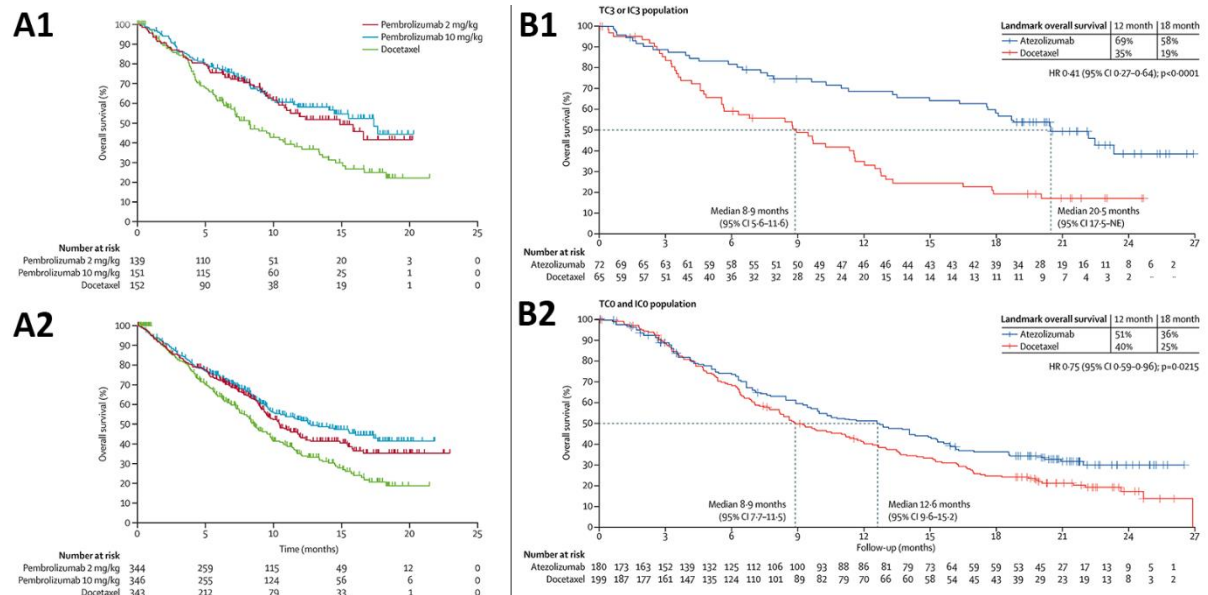 A1
Overall survival (%)
100
90
80
70
60
50
40
30
20
10
0
Pembrolizumab 2 mg/kg
Pembrolizumab 10 mg/kg
Docetaxel
0 5 10 15 20 25
Number at risk
Pembrolizumab 2 mg/kg 139 110 51 20 3 0
Pembrolizumab 10 mg/kg 151 115 60 25 1 0
Docetaxel 152 90 38 19 1 0
A2
Overall survival (%)
100
90
80
70
60
50
40
30
20
10
0
0 5 10 15 20 25
Time (months)
Number at risk
Pembrolizumab 2 mg/kg 344 259 115 49 12 0
Pembrolizumab 10 mg/kg 346 255 124 56 6 0
Docetaxel 343 212 79 33 1 0
B1
TC3 or IC3 population
Overall survival (%)
100
90
80
70
60
50
40
30
20
10
0
Landmark overall survival 12 month 18 month
Atezolizumab 69% 58%
Docetaxel 35% 19%
HR 0·41 (95% CI 0·27–0·64); p<0·0001
Median 8·9 months
(95% CI 5·6–11·6)
Median 20·5 months
(95% CI 17·5–NE)
0 3 6 9 12 15 18 21 24 27
Number at risk
Atezolizumab 72 69 65 63 61 59 58 55 51 50 49 47 46 46 44 43 43 42 39 34 28 19 16 11 8 6 2
Docetaxel 65 59 57 51 45 40 36 32 32 28 25 24 20 15 14 14 14 13 11 11 9 7 4 3 2 – –
B2
TC0 and IC0 population
Overall survival (%)
100
90
80
70
60
50
40
30
20
10
0
Landmark overall survival 12 month 18 month
Atezolizumab 51% 36%
Docetaxel 40% 25%
HR 0·75 (95% CI 0·59–0·96); p=0·0215
Median 8·9 months
(95% CI 7·7–11·5)
Median 12·6 months
(95% CI 9·6–15·2)
0 3 6 9 12 15 18 21 24 27
Follow-up (months)
Number at risk
Atezolizumab 180 173 163 152 139 132 125 112 106 100 93 88 86 81 79 73 64 59 59 53 45 27 17 13 9 5 1
Docetaxel 199 187 177 161 147 135 124 110 101 89 82 79 70 66 60 58 54 45 43 39 29 23 19 13 8 3 2